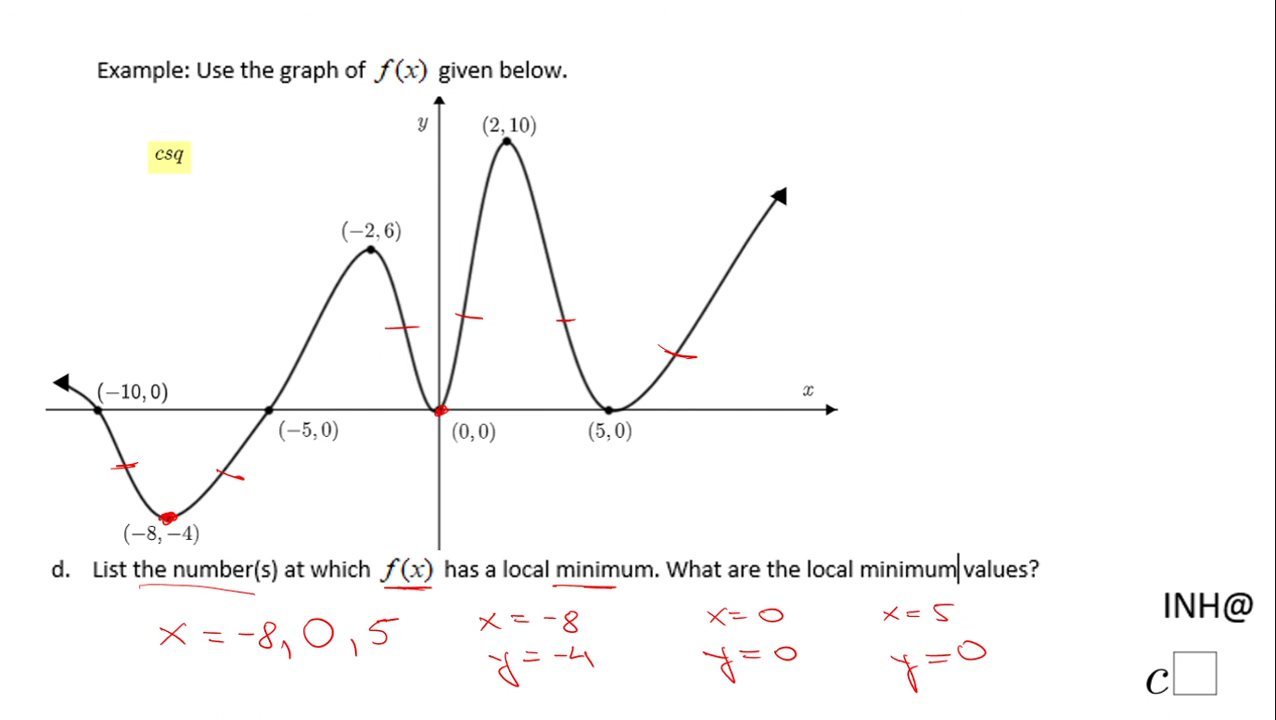 Example: Use the graph of f(x) given below.
y
(2, 10)
csq
(−2, 6)
(−10, 0)
x
(−5, 0)
(0, 0)
(5, 0)
(−8, −4)
d. List the number(s) at which f(x) has a local minimum. What are the local minimum values?
x = -8, 0, 5
x = -8
x = 0
x = 5
y = -4
y = 0
y = 0
INH@
c